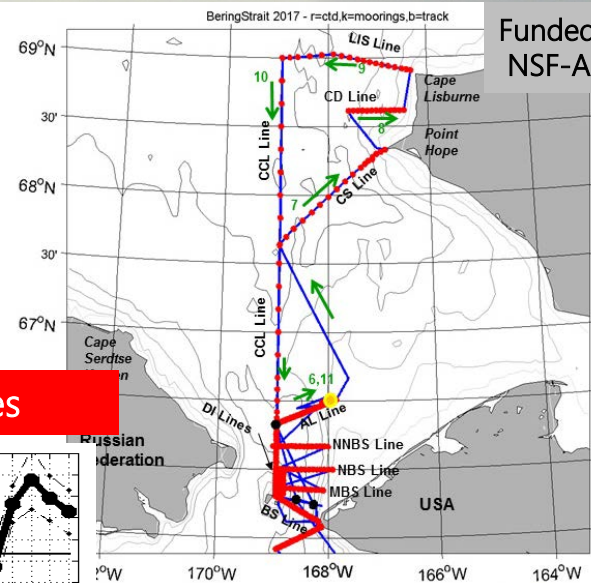 BeringStrait 2017 - r=ctd,k=moorings,b=track
Funded
NSF-A
69°N
LIS Line
9
10
Cape
Lisburne
CD Line
30'
8
Point
Hope
CCL Line
68°N
7
CS Line
30'
67°N
CCL Line
Cape
Serdtse
6,11
es
AL Line
DI Lines
Russian
NNBS Line
NBS Line
MBS Line
USA
BS Line
°W
170°W
168°W
166°W
164°W